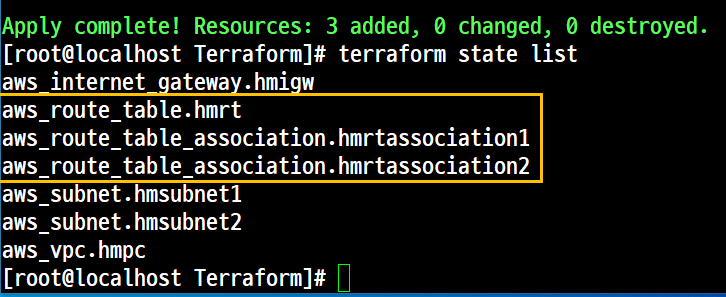 Apply complete! Resources: 3 added, 0 changed, 0 destroyed.
[root@localhost Terraform]# terraform state list
aws_internet_gateway.hmigw
aws_route_table.hmrt
aws_route_table_association.hmrtassociation1
aws_route_table_association.hmrtassociation2
aws_subnet.hmsubnet1
aws_subnet.hmsubnet2
aws_vpc.hmpc
[root@localhost Terraform]#